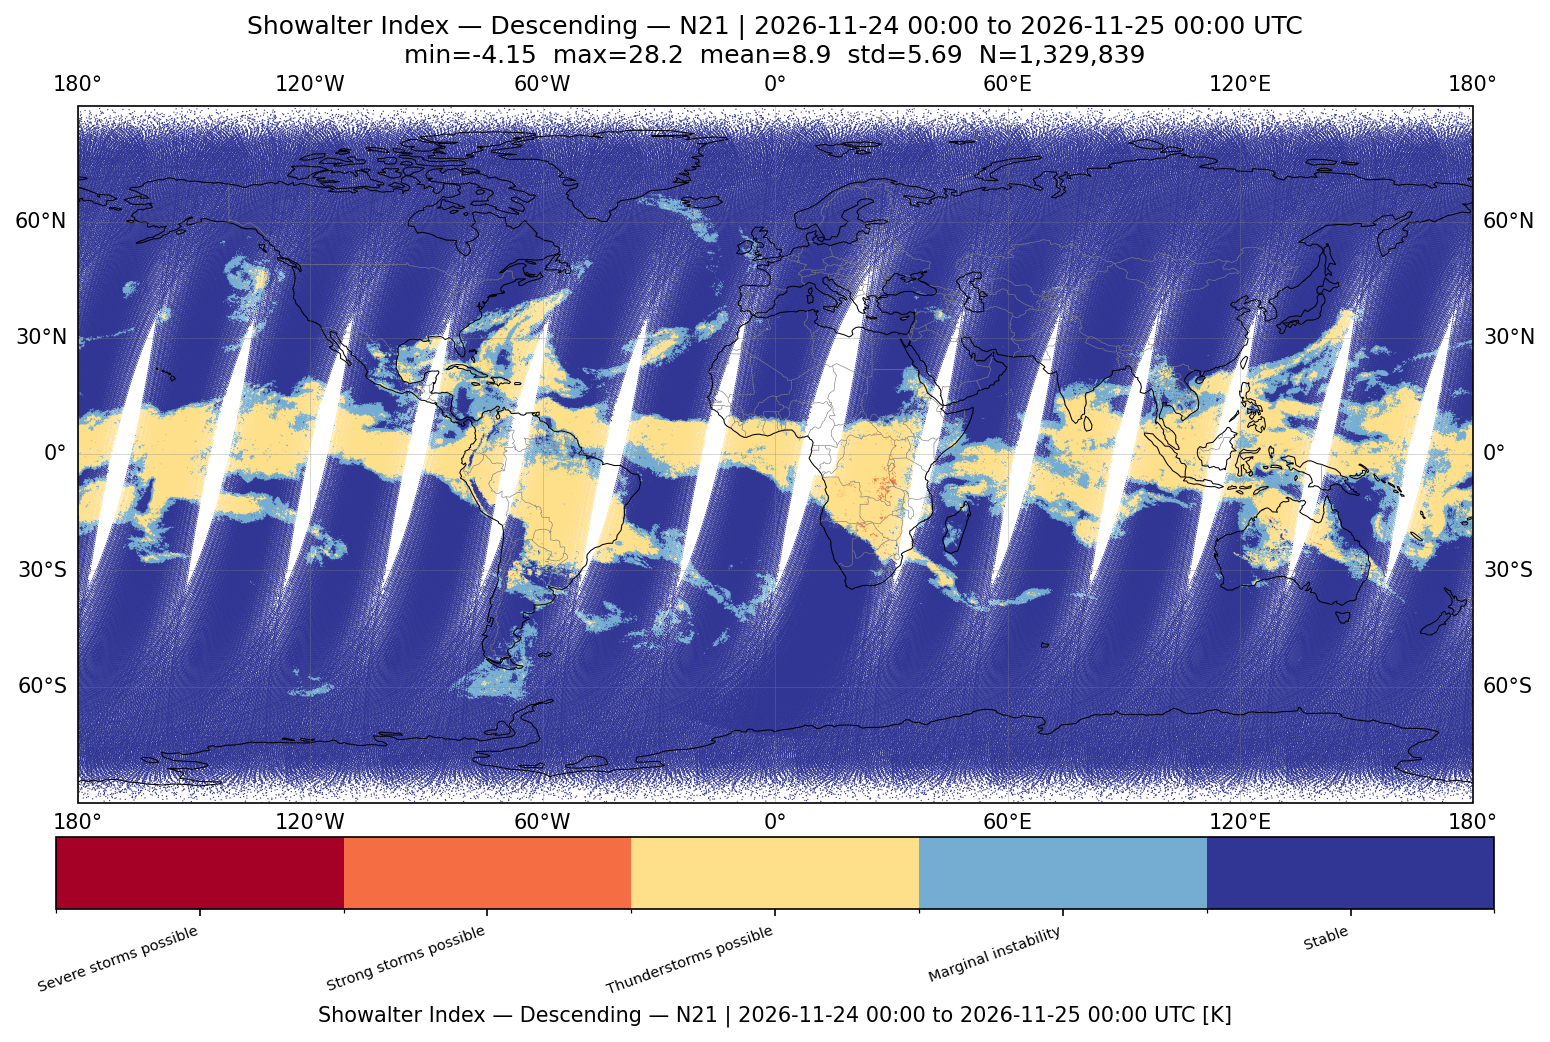 Showalter Index — Descending — N21 | 2026-11-24 00:00 to 2026-11-25 00:00 UTC
min=-4.15  max=28.2  mean=8.9  std=5.69  N=1,329,839
180° 120°W 60°W 0° 60°E 120°E 180°
60°N 60°N
30°N 30°N
0° 0°
30°S 30°S
60°S 60°S
180° 120°W 60°W 0° 60°E 120°E 180°
Severe storms possible Strong storms possible Thunderstorms possible Marginal instability Stable
Showalter Index — Descending — N21 | 2026-11-24 00:00 to 2026-11-25 00:00 UTC [K]